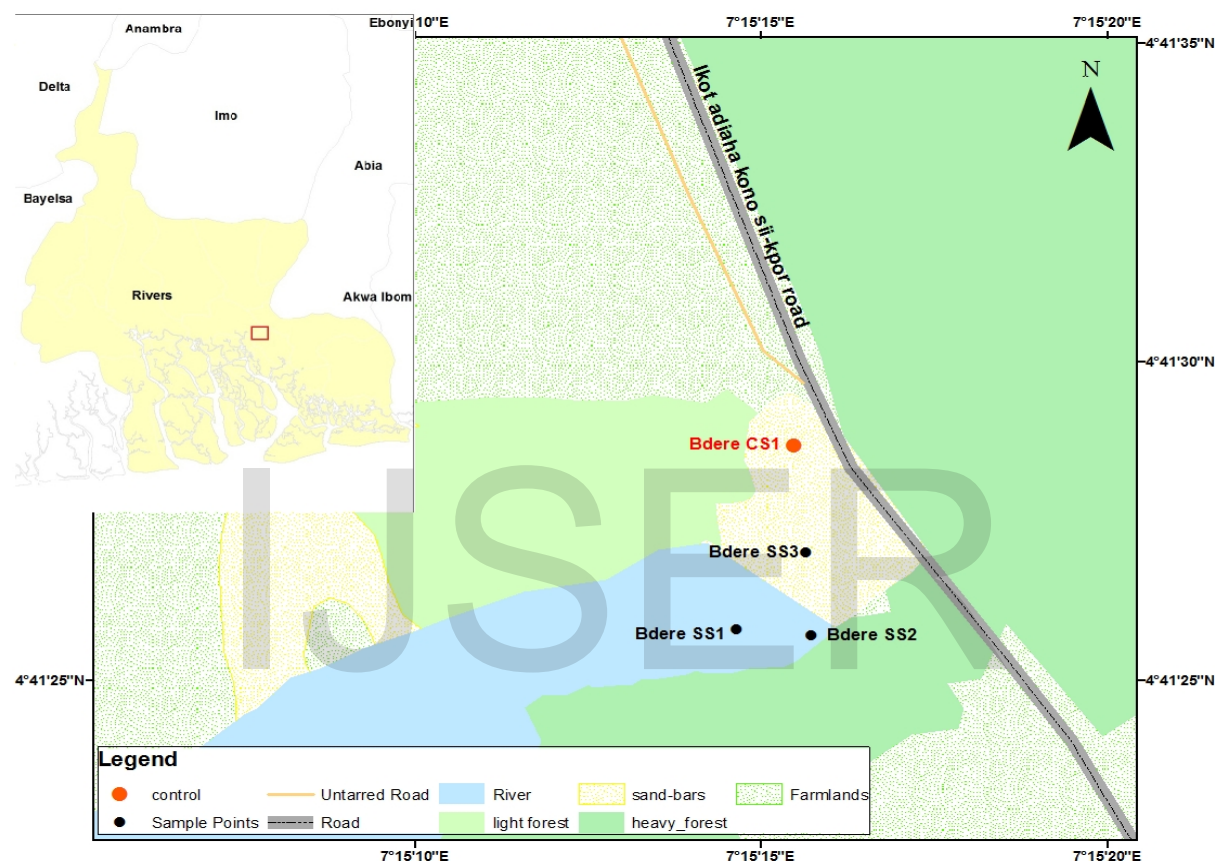 Anambra
Ebonyi
10"E
7°15'15"E
7°15'20"E
4°41'35"N
Delta
Imo
N
Ikot adiaha kono sii-kpor road
Abia
Bayelsa
Rivers
Akwa Ibom
4°41'30"N
Bdere CS1
IJSER
Bdere SS3
Bdere SS1
Bdere SS2
4°41'25"N
4°41'25"N
Legend
control
Untarred Road
River
sand-bars
Farmlands
Sample Points
Road
light forest
heavy_forest
7°15'10"E
7°15'15"E
7°15'20"E